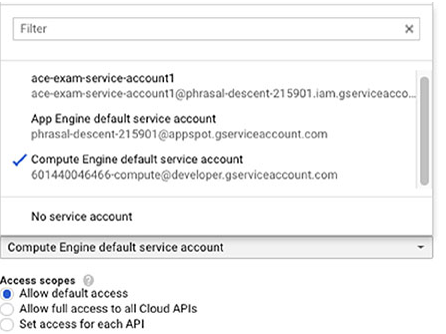 Filter
ace-exam-service-account1
ace-exam-service-account1@phrasal-descent-215901.iam.gserviceacco...
App Engine default service account
phrasal-descent-215901@appspot.gserviceaccount.com
Compute Engine default service account
601440046466-compute@developer.gserviceaccount.com
No service account
Compute Engine default service account
Access scopes
Allow default access
Allow full access to all Cloud APIs
Set access for each API